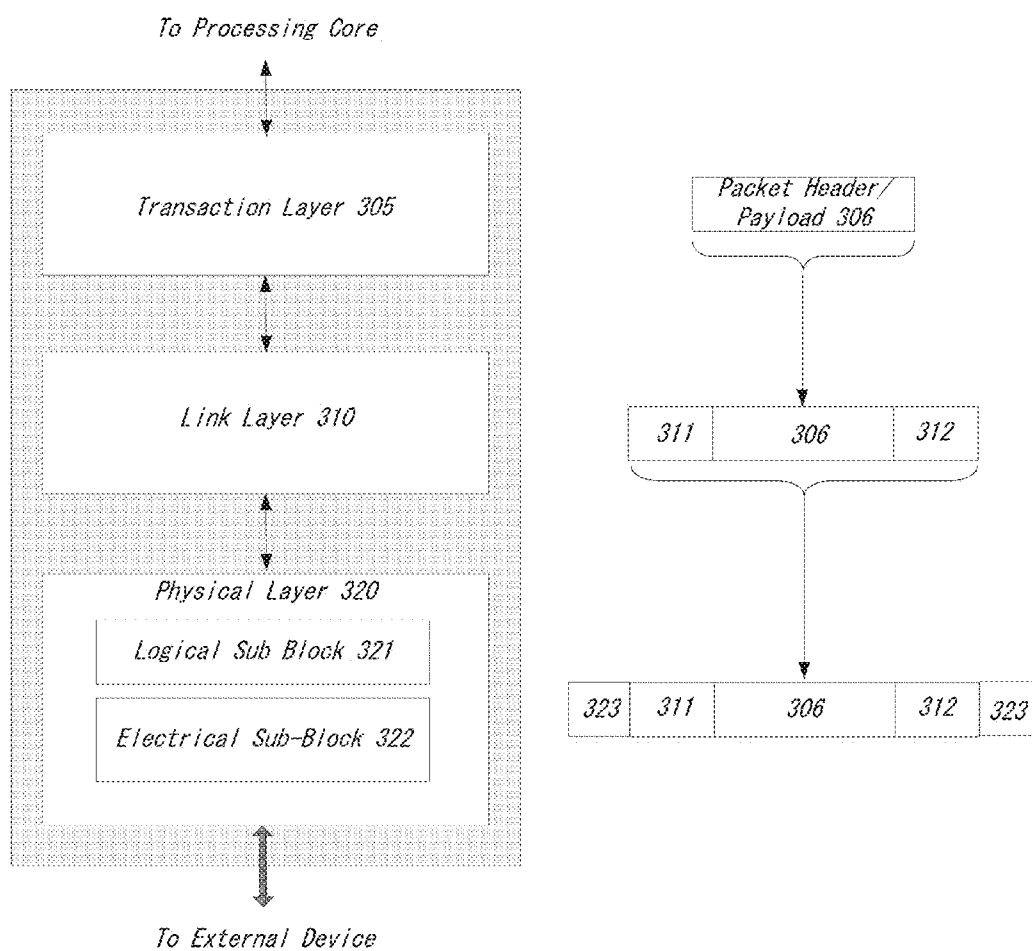 To Processing Core
Transaction Layer 305
Link Layer 310
Physical Layer 320
Logical Sub Block 321
Electrical Sub-Block 322
To External Device
Packet Header/
Payload 306
311 306 312
323 311 306 312 323